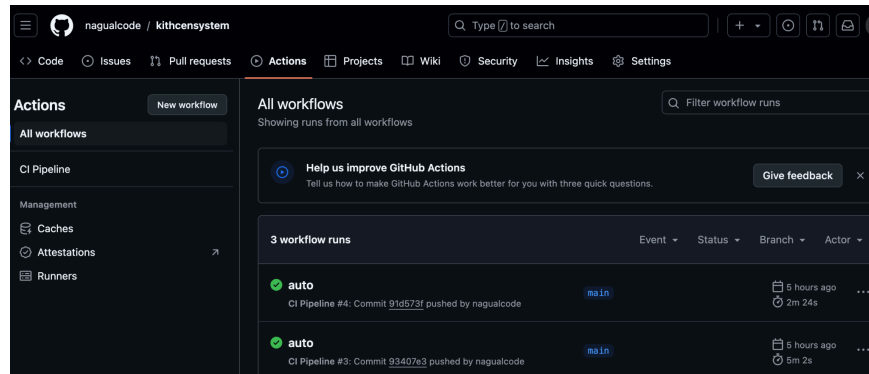 nagualcode / kithcensystem
Type / to search
Code
Issues
Pull requests
Actions
Projects
Wiki
Security
Insights
Settings
Actions
New workflow
All workflows
CI Pipeline
Management
Caches
Attestations
Runners
All workflows
Showing runs from all workflows
Filter workflow runs
Help us improve GitHub Actions
Tell us how to make GitHub Actions work better for you with three quick questions.
Give feedback
3 workflow runs
Event
Status
Branch
Actor
auto
CI Pipeline #4: Commit 91d573f pushed by nagualcode
main
5 hours ago
2m 24s
auto
CI Pipeline #3: Commit 93407e3 pushed by nagualcode
main
5 hours ago
5m 2s